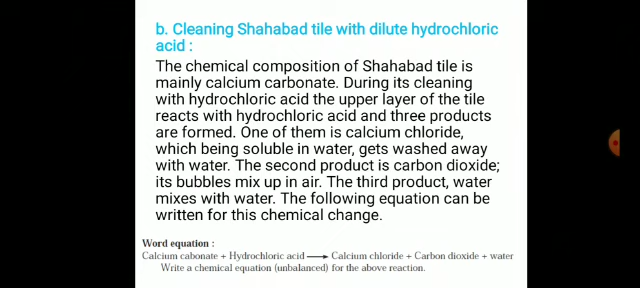 b. Cleaning Shahabad tile with dilute hydrochloric
acid :
The chemical composition of Shahabad tile is
mainly calcium carbonate. During its cleaning
with hydrochloric acid the upper layer of the tile
reacts with hydrochloric acid and three products
are formed. One of them is calcium chloride,
which being soluble in water, gets washed away
with water. The second product is carbon dioxide;
its bubbles mix up in air. The third product, water
mixes with water. The following equation can be
written for this chemical change.
Word equation :
Calcium cabonate + Hydrochloric acid ⟶ Calcium chloride + Carbon dioxide + water
Write a chemical equation (unbalanced) for the above reaction.